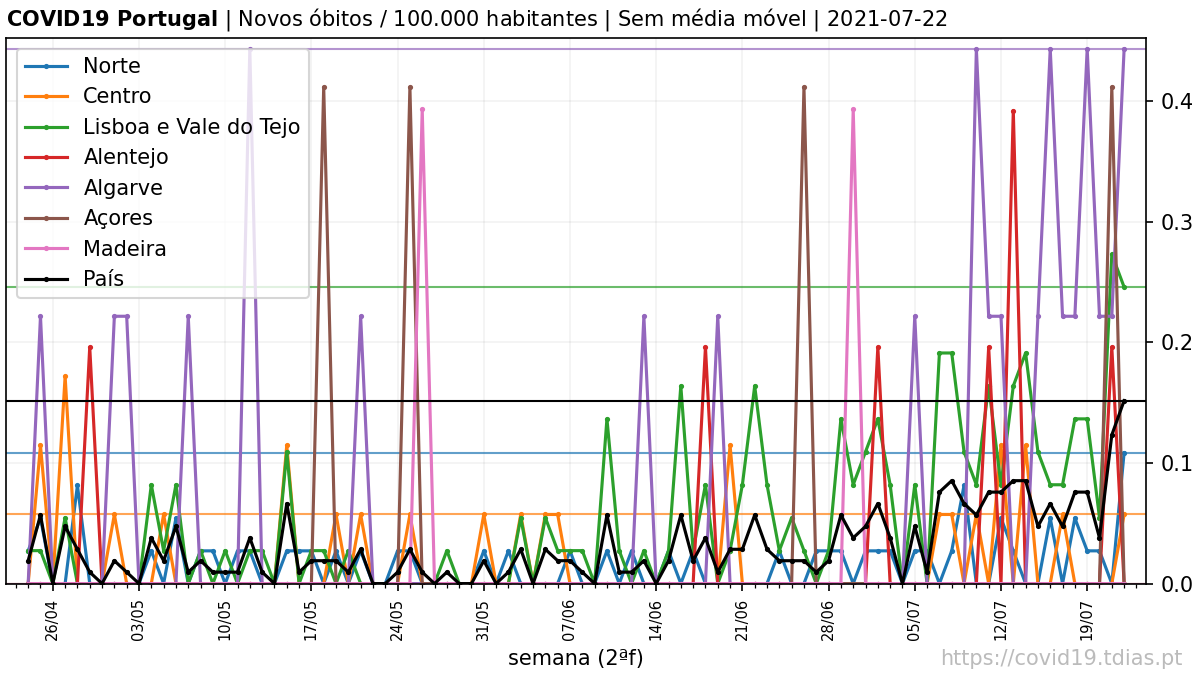 COVID19 Portugal | Novos óbitos / 100.000 habitantes | Sem média móvel | 2021-07-22
Norte
Centro
Lisboa e Vale do Tejo
Alentejo
Algarve
Açores
Madeira
País
0.4
0.3
0.2
0.1
0.0
26/04
03/05
10/05
17/05
24/05
31/05
07/06
14/06
21/06
28/06
05/07
12/07
19/07
semana (2ªf)
https://covid19.tdias.pt